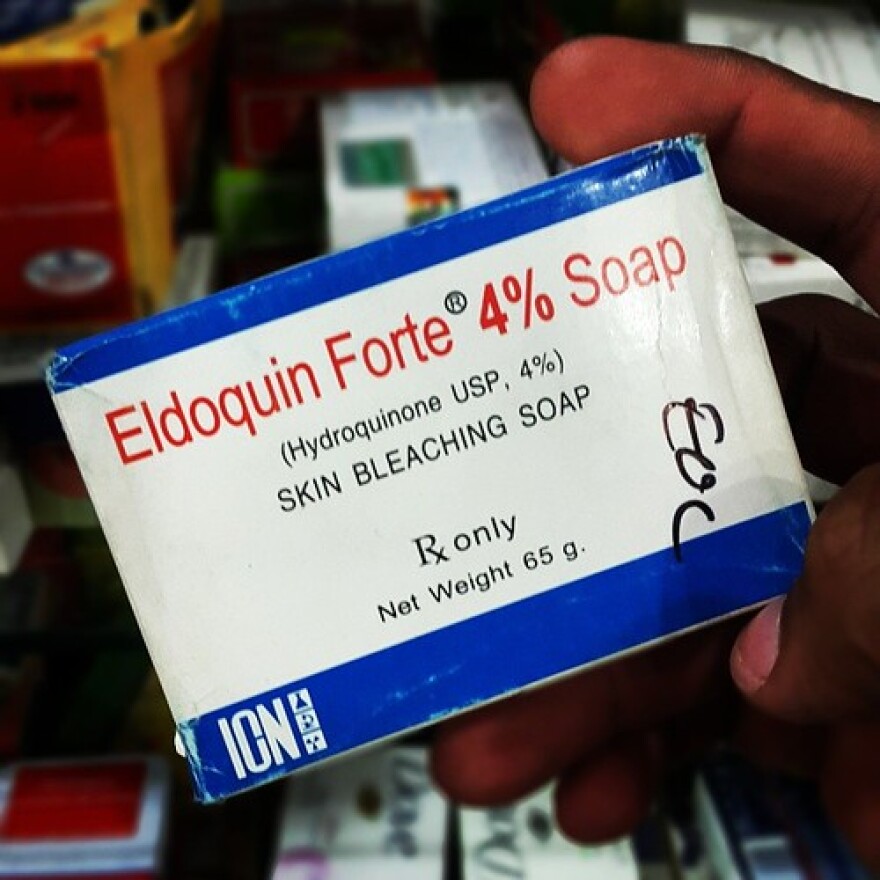 Eldoquin Forte® 4% Soap
(Hydroquinone USP, 4%)
SKIN BLEACHING SOAP
℞ only
Net Weight 65 g.
ICN